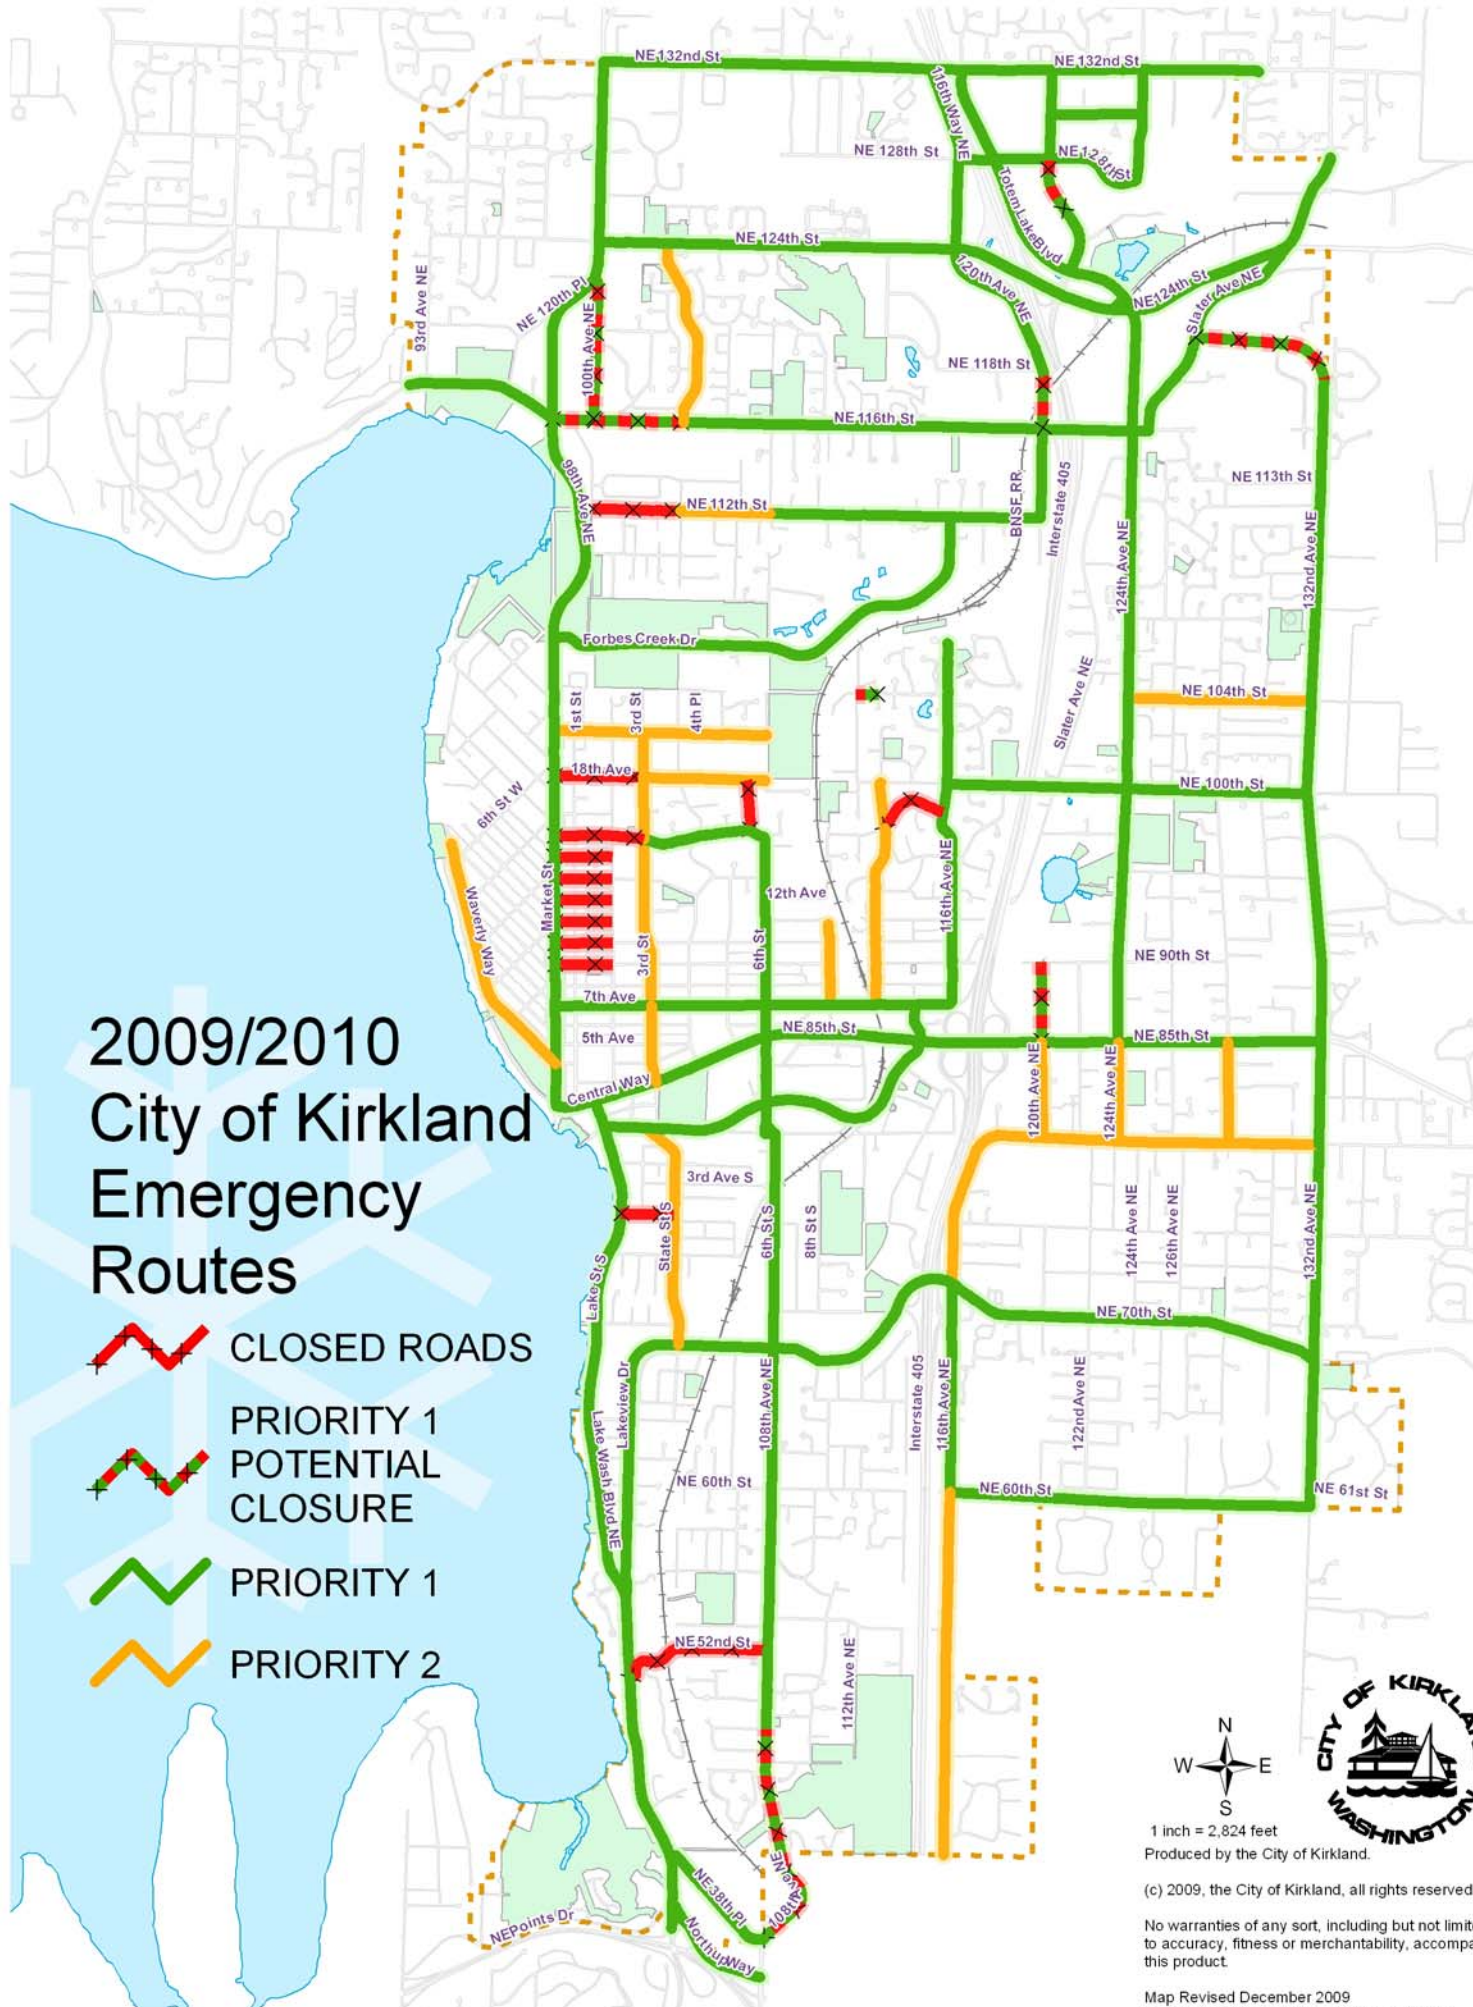 NE 132nd St
NE 132nd St
116th Way NE
NE 128th St
NE 128th St
Totem Lake Blvd
NE 124th St
120th Ave NE
NE 124th St
Slater Ave NE
93rd Ave NE
NE 120th Pl
100th Ave NE
NE 118th St
NE 116th St
98th Ave NE
NE 112th St
NE 113th St
BNSF RR
Interstate 405
124th Ave NE
132nd Ave NE
Forbes Creek Dr
1st St
3rd St
4th Pl
Slater Ave NE
NE 104th St
18th Ave
NE 100th St
6th St W
Market St
Waverly Way
12th Ave
116th Ave NE
3rd St
6th St
NE 90th St
7th Ave
5th Ave
NE 85th St
NE 85th St
Central Way
120th Ave NE
124th Ave NE
2009/2010
City of Kirkland
Emergency
Routes
3rd Ave S
State St S
6th St S
8th St S
124th Ave NE
126th Ave NE
132nd Ave NE
Lake St S
NE 70th St
CLOSED ROADS
PRIORITY 1
POTENTIAL
CLOSURE
PRIORITY 1
PRIORITY 2
Lakeview Dr
Lake Wash Blvd NE
108th Ave NE
Interstate 405
116th Ave NE
122nd Ave NE
NE 60th St
NE 60th St
NE 61st St
NE 52nd St
112th Ave NE
108th Ave NE
NE 38th Pl
NE Points Dr
Northup Way
N
W E
S
CITY OF KIRKLA
WASHINGTON
1 inch = 2,824 feet
Produced by the City of Kirkland.
(c) 2009, the City of Kirkland, all rights reserved
No warranties of any sort, including but not limite
to accuracy, fitness or merchantability, accompa
this product.
Map Revised December 2009